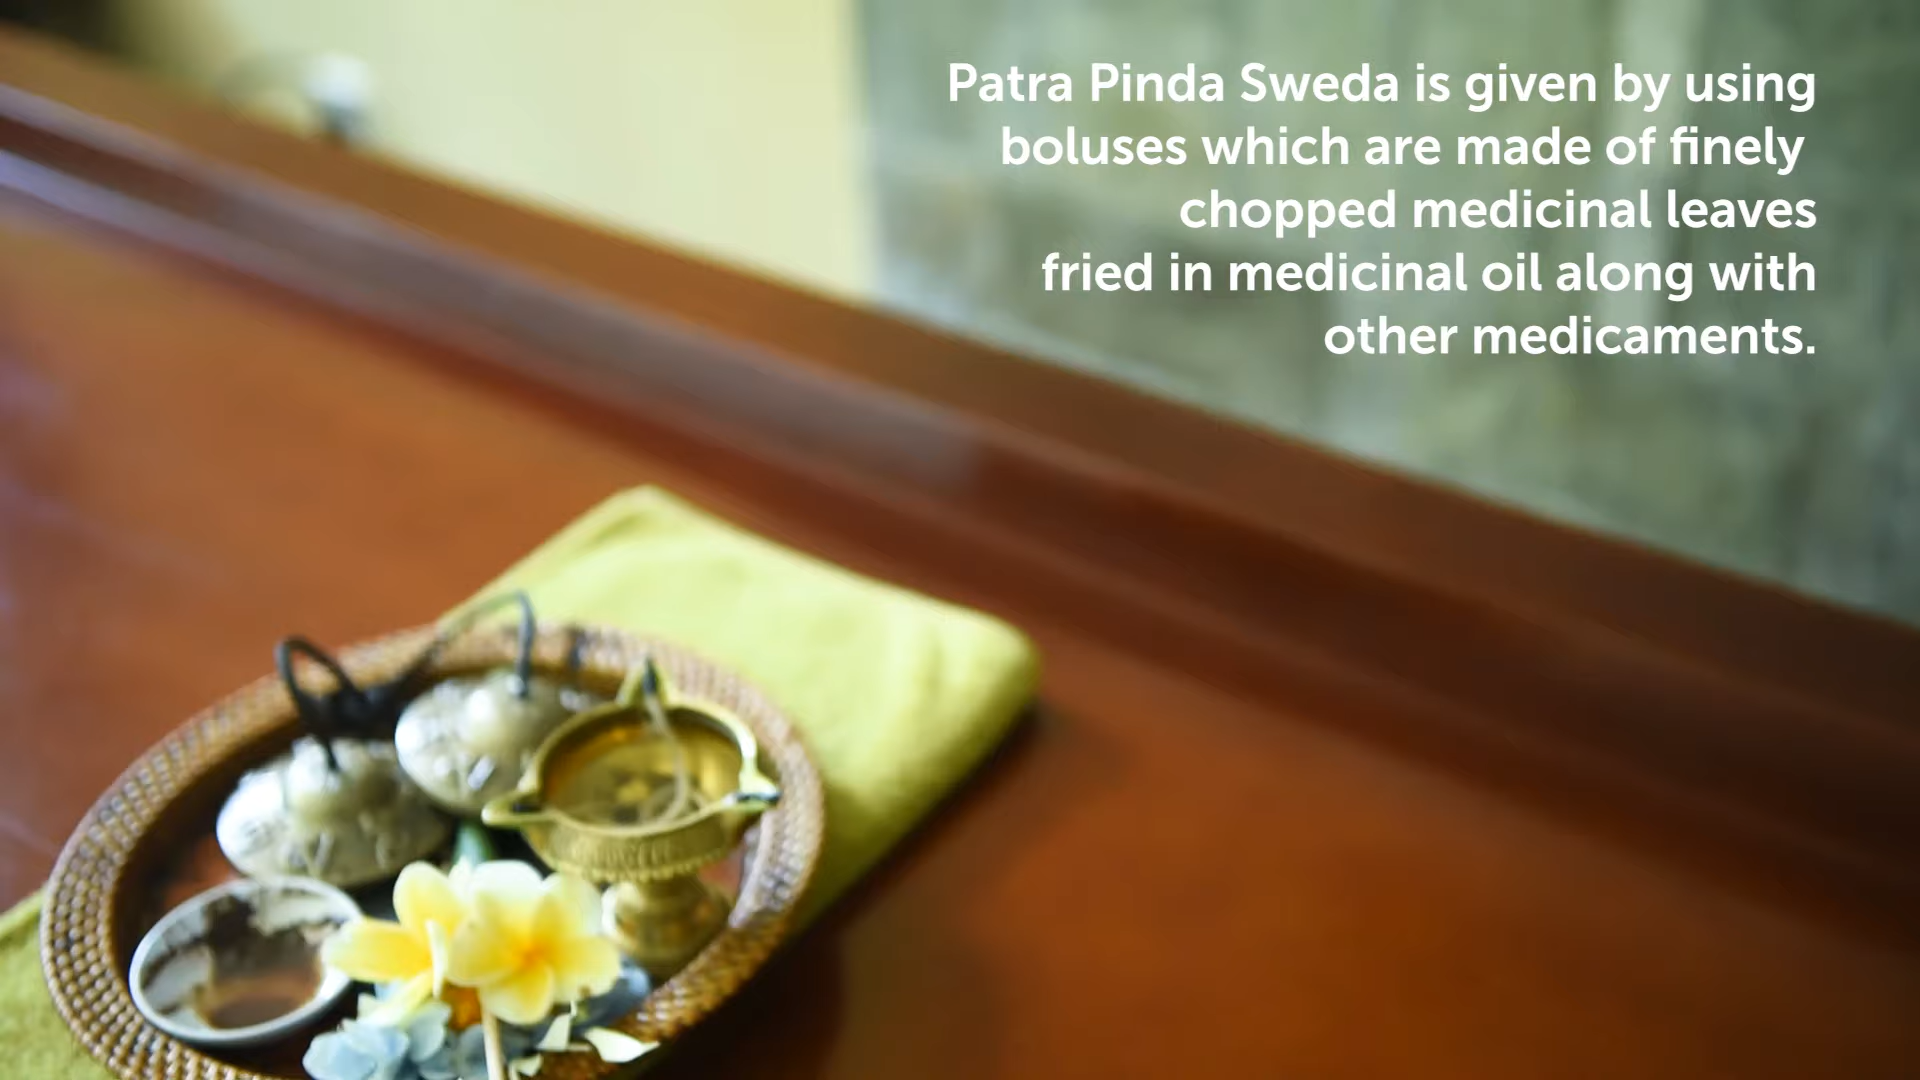 Patra Pinda Sweda is given by using
boluses which are made of finely
chopped medicinal leaves
fried in medicinal oil along with
other medicaments.